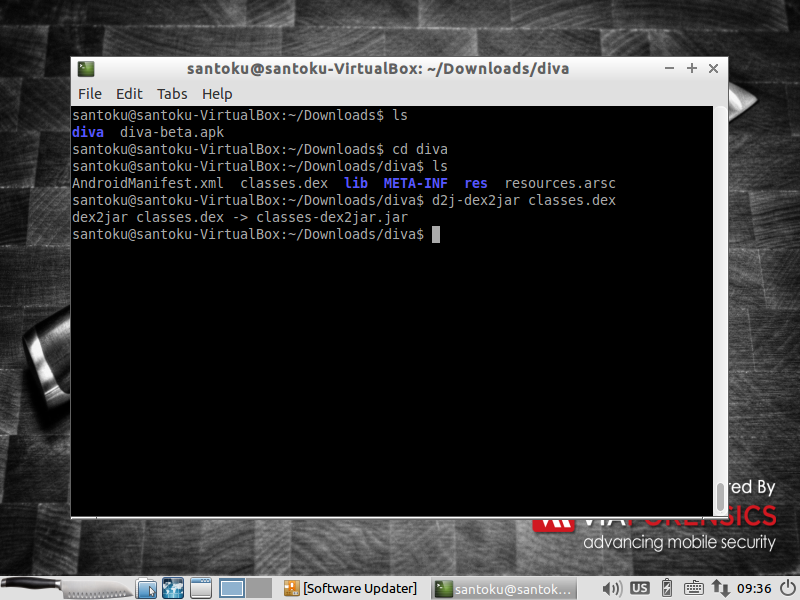 santoku@santoku-VirtualBox: ~/Downloads/diva
File Edit Tabs Help
santoku@santoku-VirtualBox:~/Downloads$ ls
diva diva-beta.apk
santoku@santoku-VirtualBox:~/Downloads$ cd diva
santoku@santoku-VirtualBox:~/Downloads/diva$ ls
AndroidManifest.xml classes.dex lib META-INF res resources.arsc
santoku@santoku-VirtualBox:~/Downloads/diva$ d2j-dex2jar classes.dex
dex2jar classes.dex -> classes-dex2jar.jar
santoku@santoku-VirtualBox:~/Downloads/diva$
By
advancing mobile security
[Software Updater] santoku@santok... US 09:36